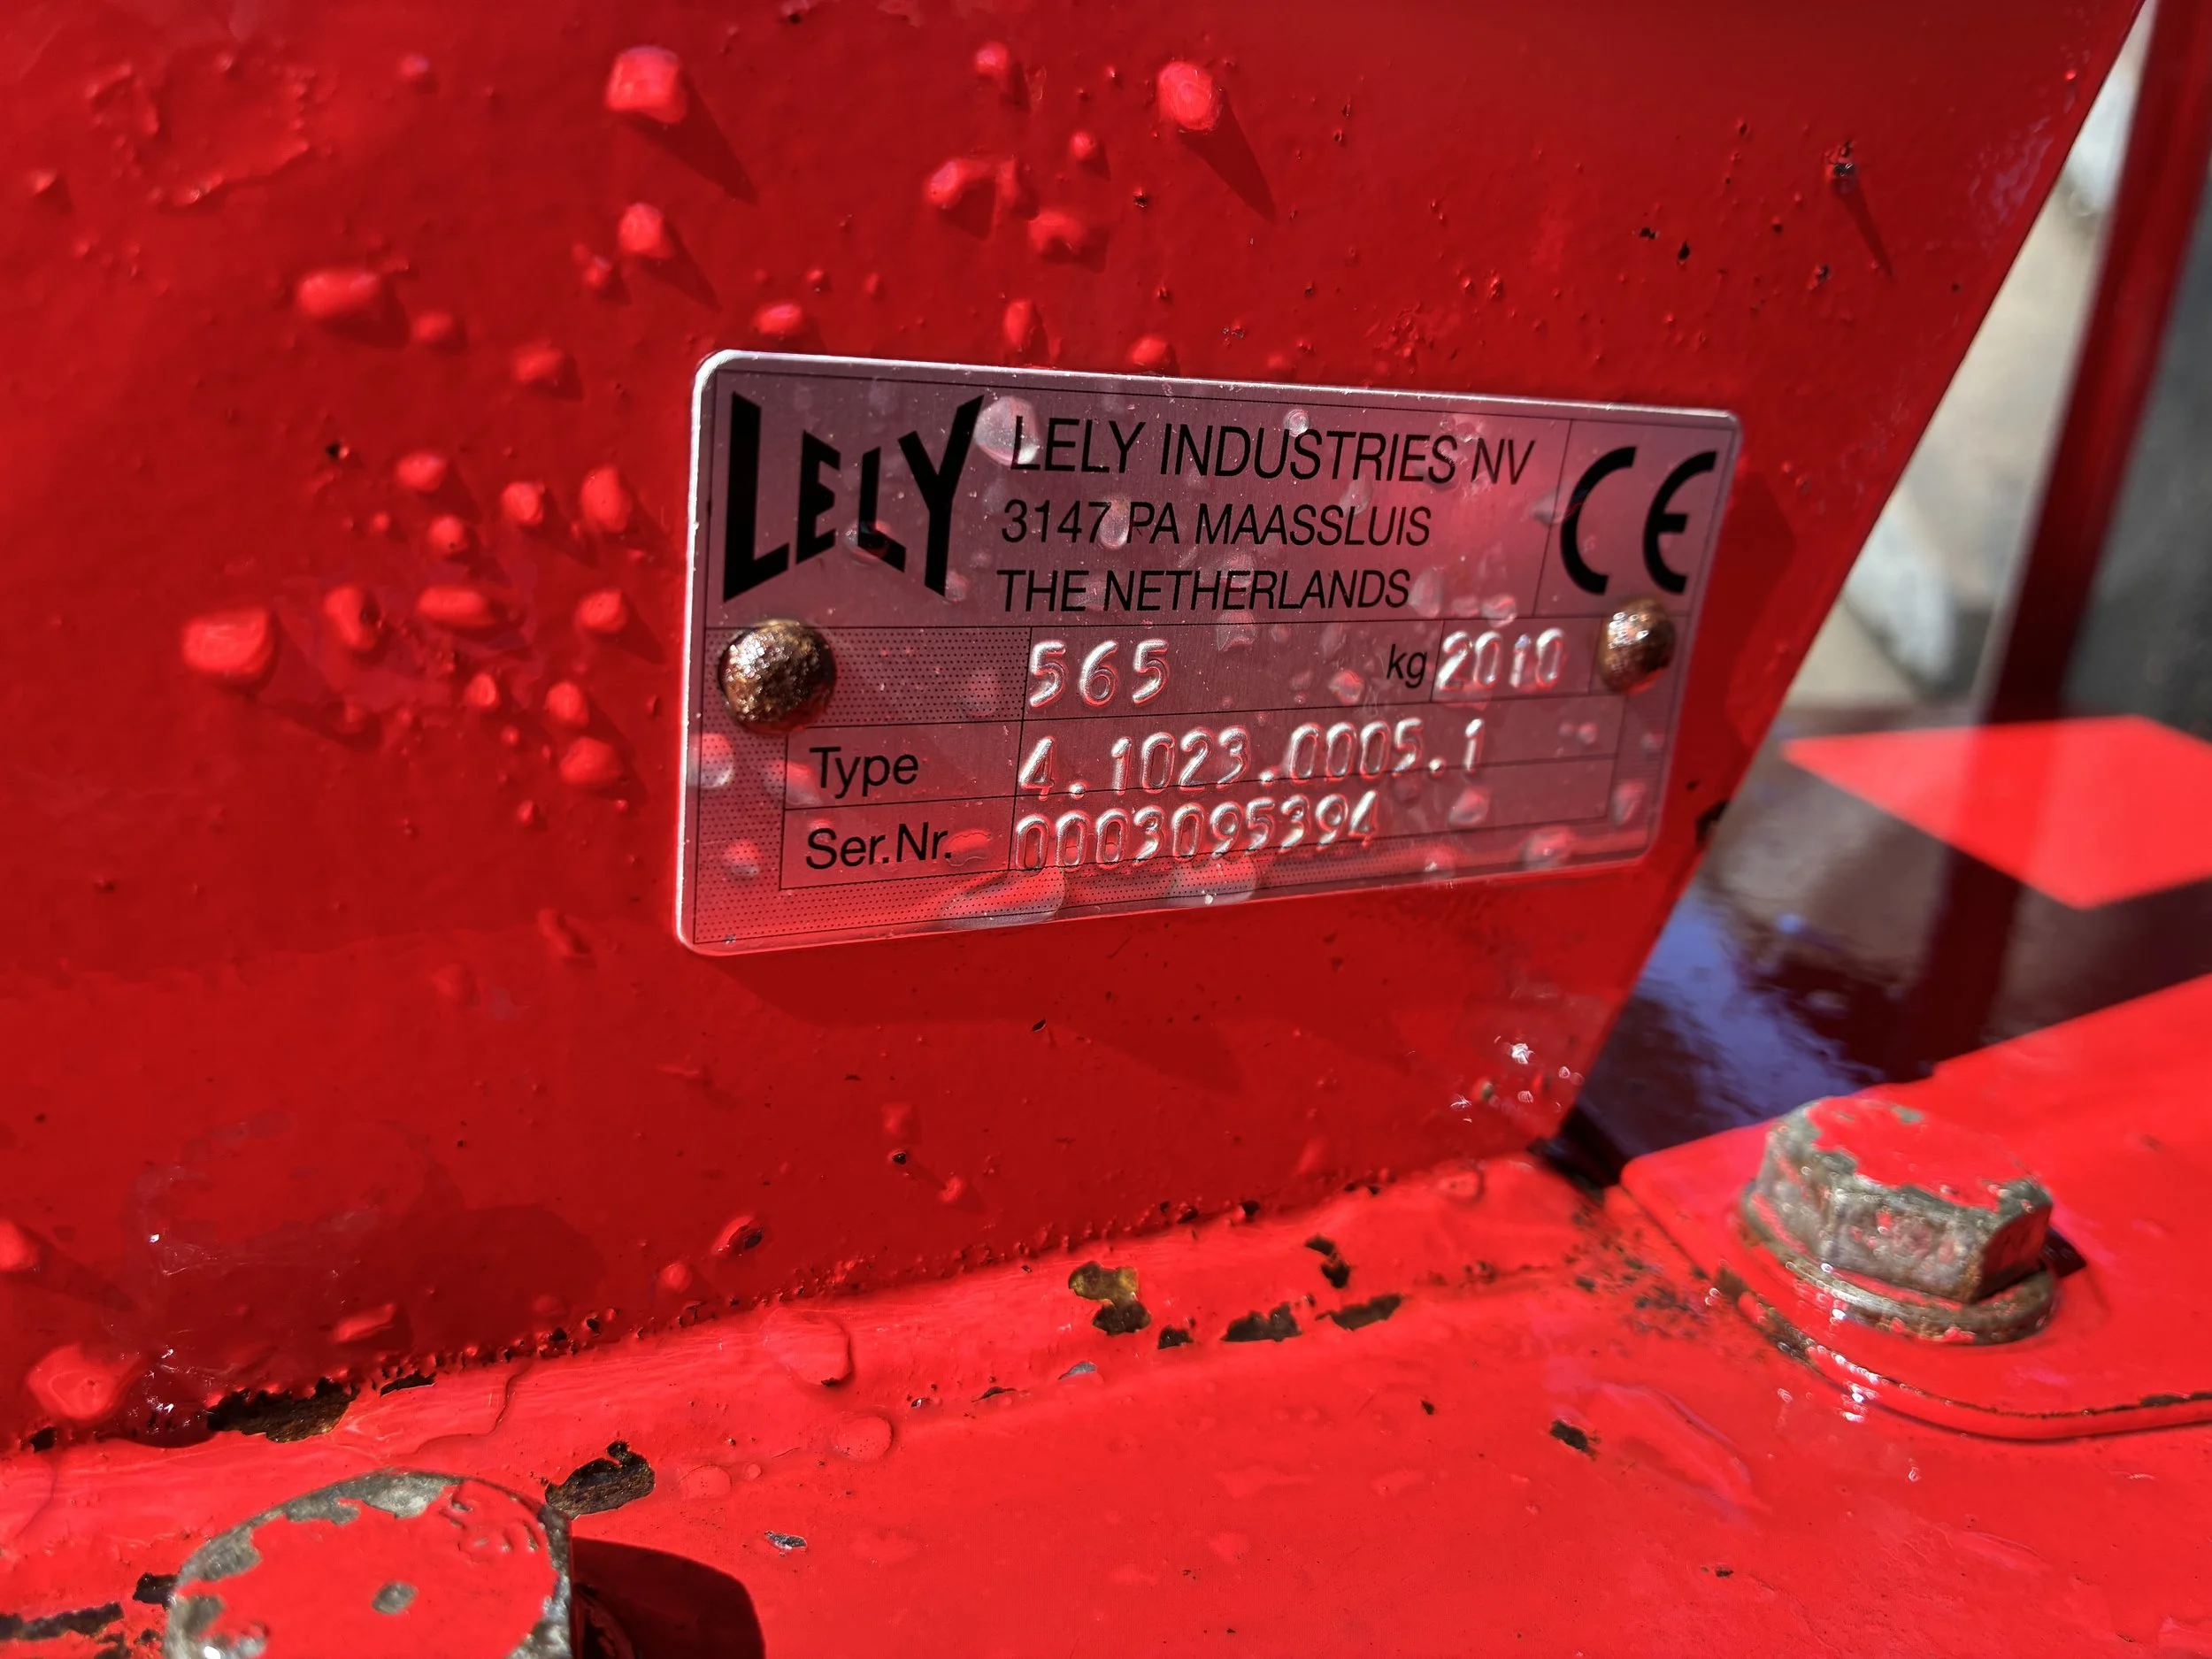 LELY
LELY INDUSTRIES NV
3147 PA MAASSLUIS
THE NETHERLANDS
CE
565 kg 2010
Type 4.1023.0005.1
Ser.Nr. 0003095394